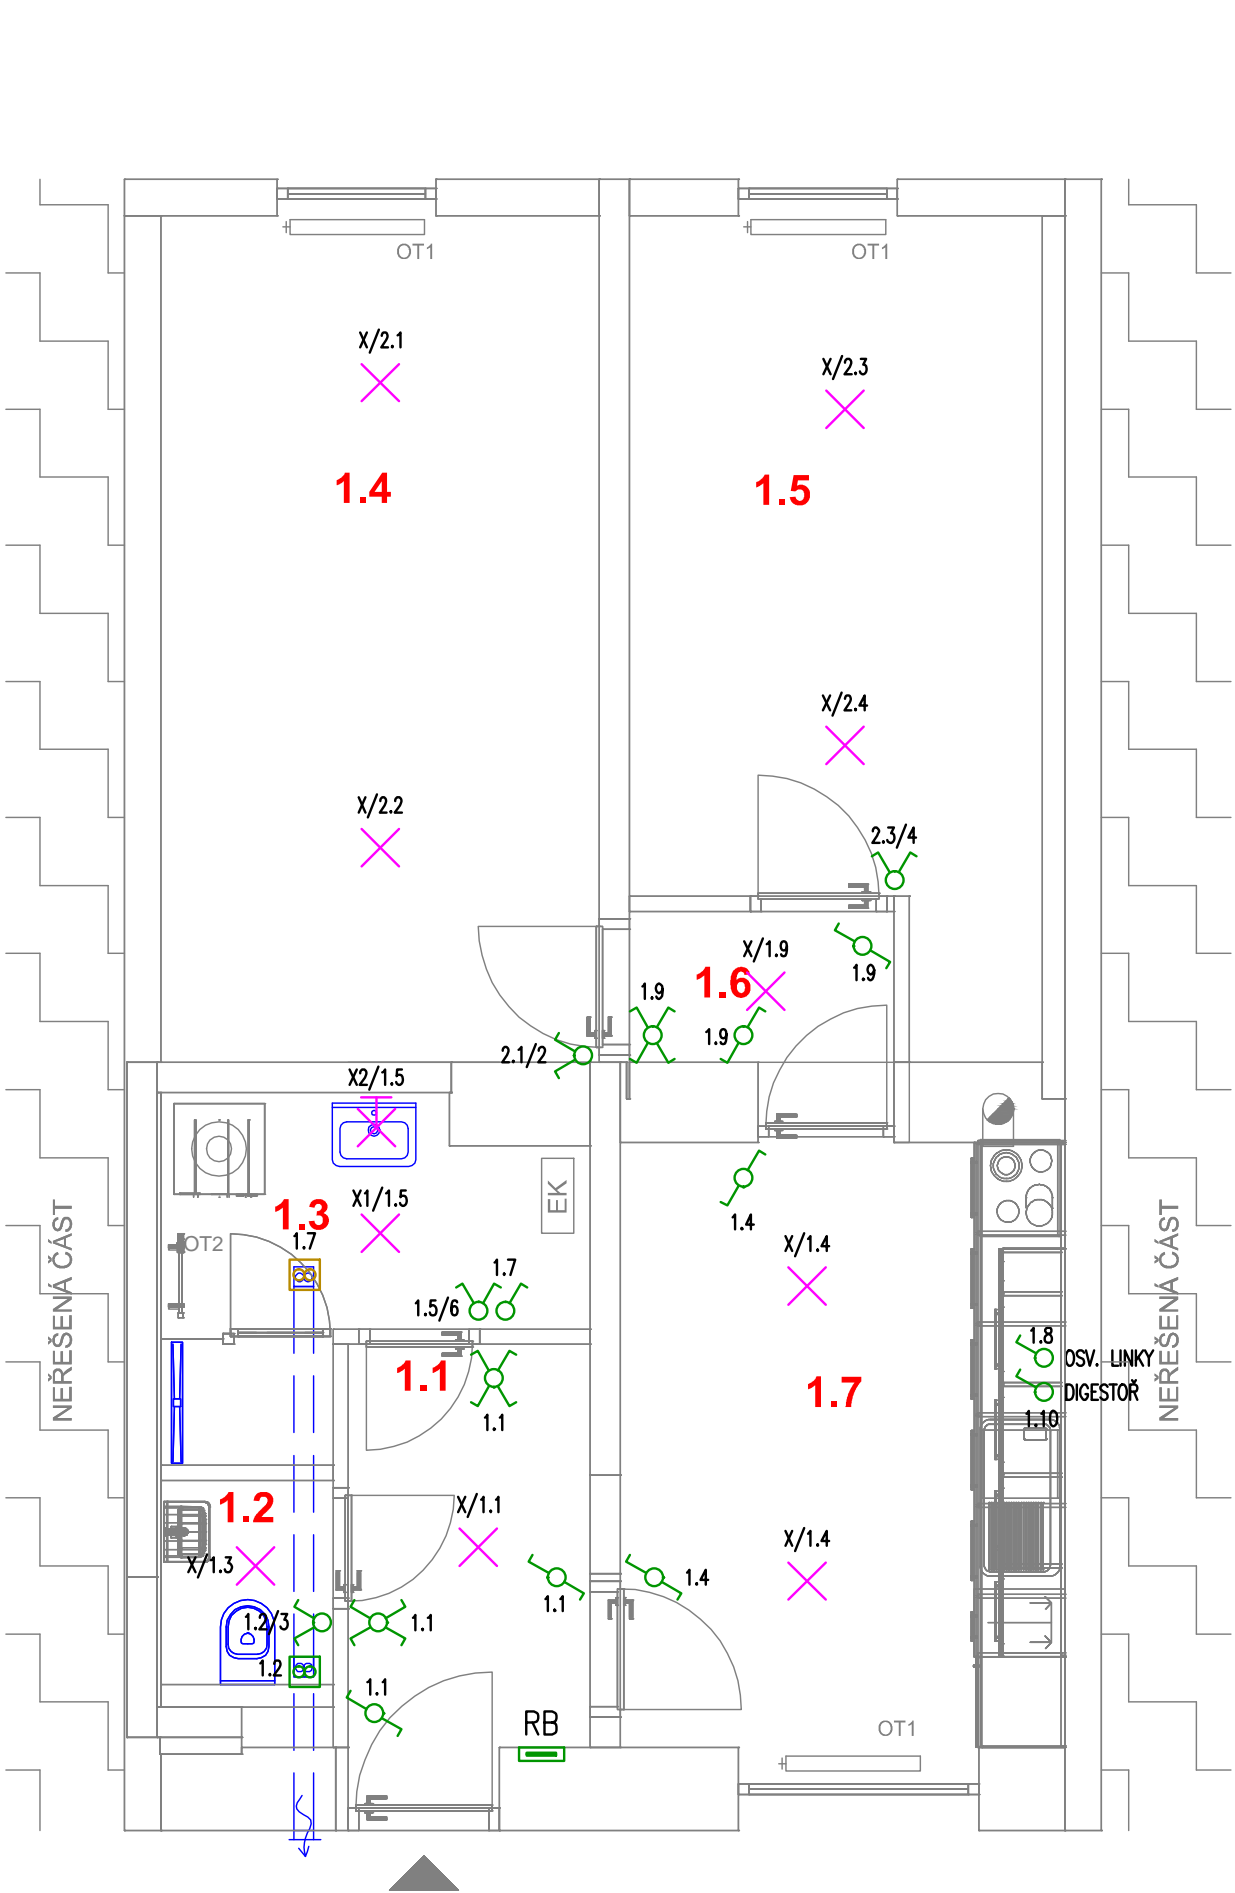 OT1
OT1
X/2.1
X/2.3
1.4
1.5
X/2.4
X/2.2
2.3/4
X/1.9
1.9
1.6
1.9
1.9
2.1/2
X2/1.5
EK
X1/1.5
1.3
1.7
OT2
1.7
1.5/6
X/1.4
NEŘEŠENÁ ČÁST
NEŘEŠENÁ ČÁST
1.4
1.8
OSV. LINKY
DIGESTOŘ
1.10
1.1
1.7
1.1
1.2
X/1.1
X/1.3
X/1.4
1.1
1.4
1.2/3
1.1
1.2
1.1
RB
OT1